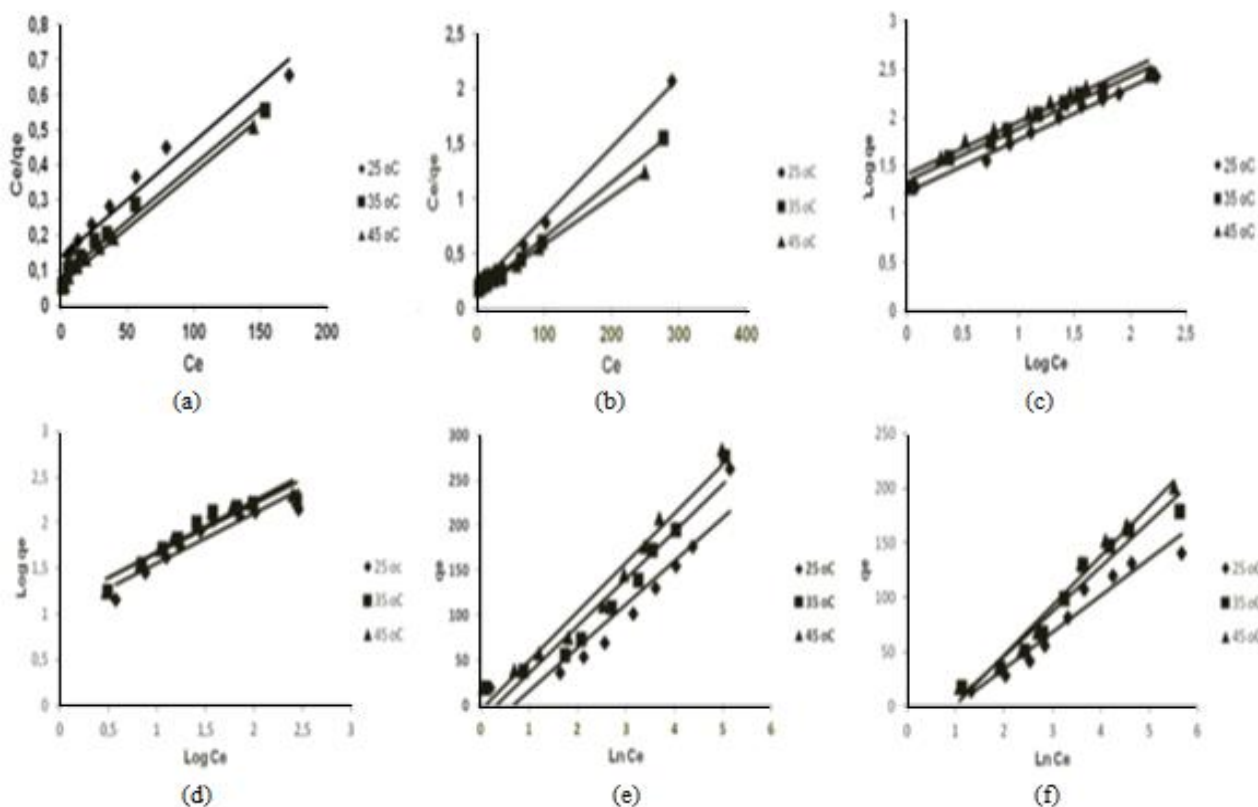 0,8
0,7
0,6
0,5
0,4
0,3
0,2
0,1
0
Ce/qe
0 50 100 150 200
Ce
25 oC
35 oC
45 oC
(a)
2,5
2
1,5
1
0,5
0
Ce/qe
0 100 200 300 400
Ce
25 oC
35 oC
45 oC
(b)
3
2,5
2
1,5
1
0,5
0
Log qe
0 0,5 1 1,5 2 2,5
Log Ce
25 oC
35 oC
45 oC
(c)
3
2,5
2
1,5
1
0,5
0
Log qe
0 0,5 1 1,5 2 2,5 3
Log Ce
25 oc
35 oC
45 oC
(d)
300
250
200
150
100
50
0
qe
0 1 2 3 4 5 6
Ln Ce
25 oC
35 oC
45 oC
(e)
250
200
150
100
50
0
qe
0 1 2 3 4 5 6
Ln Ce
25 o
35 o
45 o
(f)